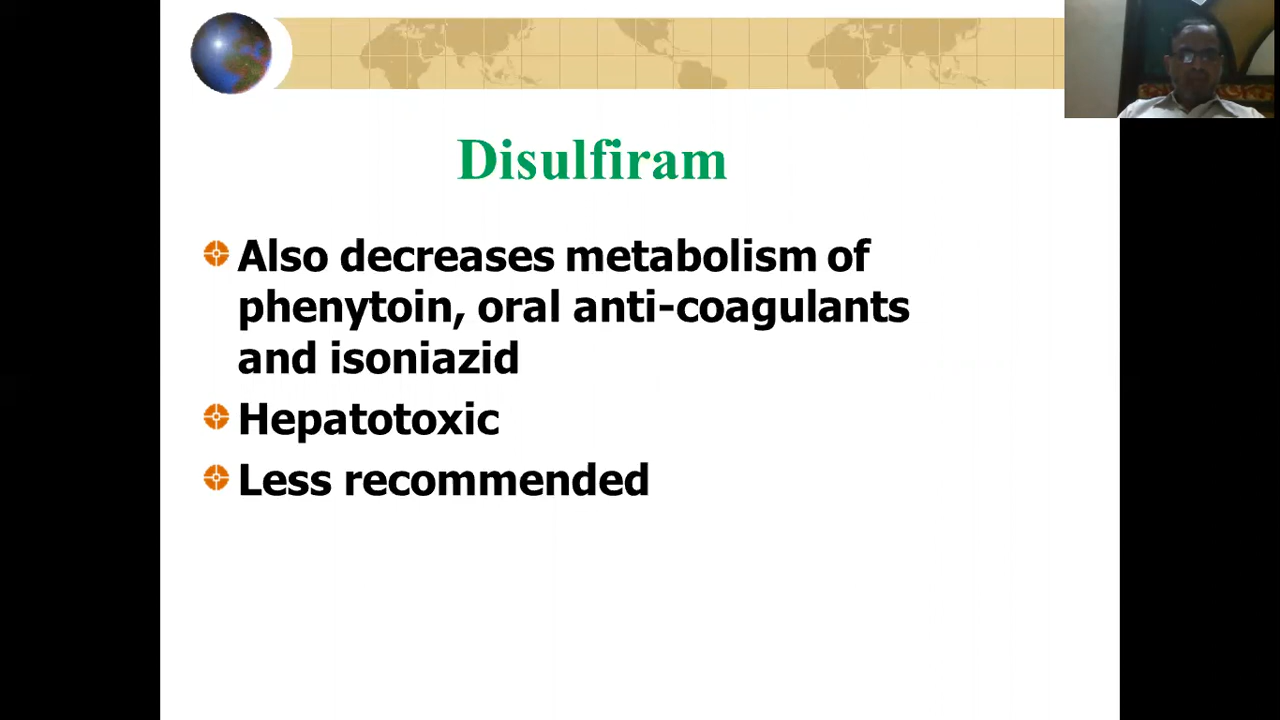 Disulfiram
Also decreases metabolism of
phenytoin, oral anti-coagulants
and isoniazid
Hepatotoxic
Less recommended